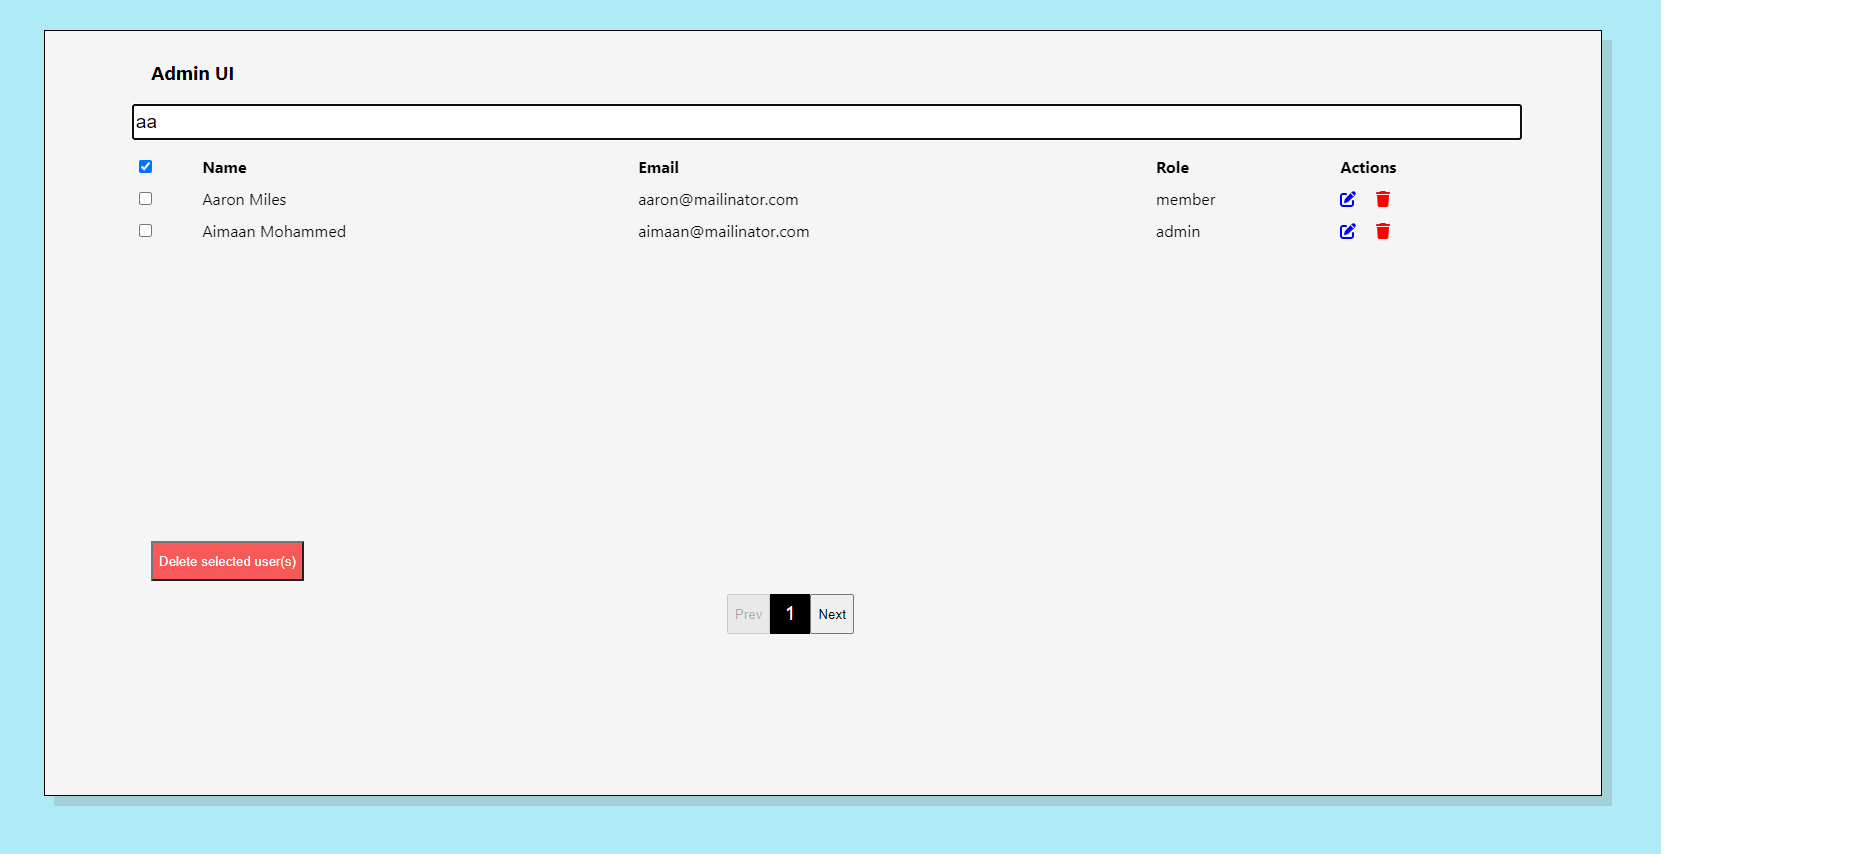 Admin UI
aa
Name Email Role Actions
Aaron Miles aaron@mailinator.com member
Aimaan Mohammed aimaan@mailinator.com admin
Delete selected user(s)
Prev 1 Next